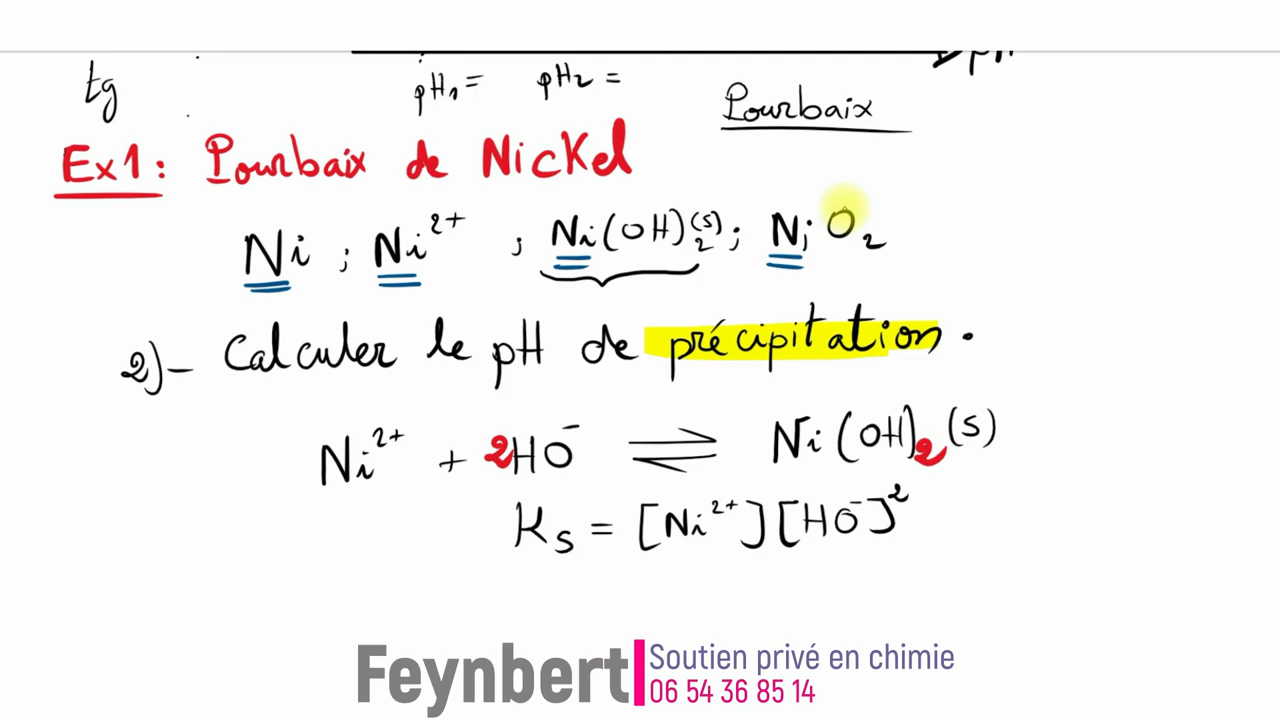 tg
pH₁ = pH₂ =
pH
Pourbaix
Ex1: Pourbaix de Nickel
Ni ; Ni²⁺ ; Ni(OH)₂(s) ; NiO₂
2)- Calculer le pH de précipitation.
Ni²⁺ + 2HO⁻ ⇌ Ni(OH)₂(s)
Ks = [Ni²⁺][HO⁻]²
Feynbert
Soutien privé en chimie
06 54 36 85 14